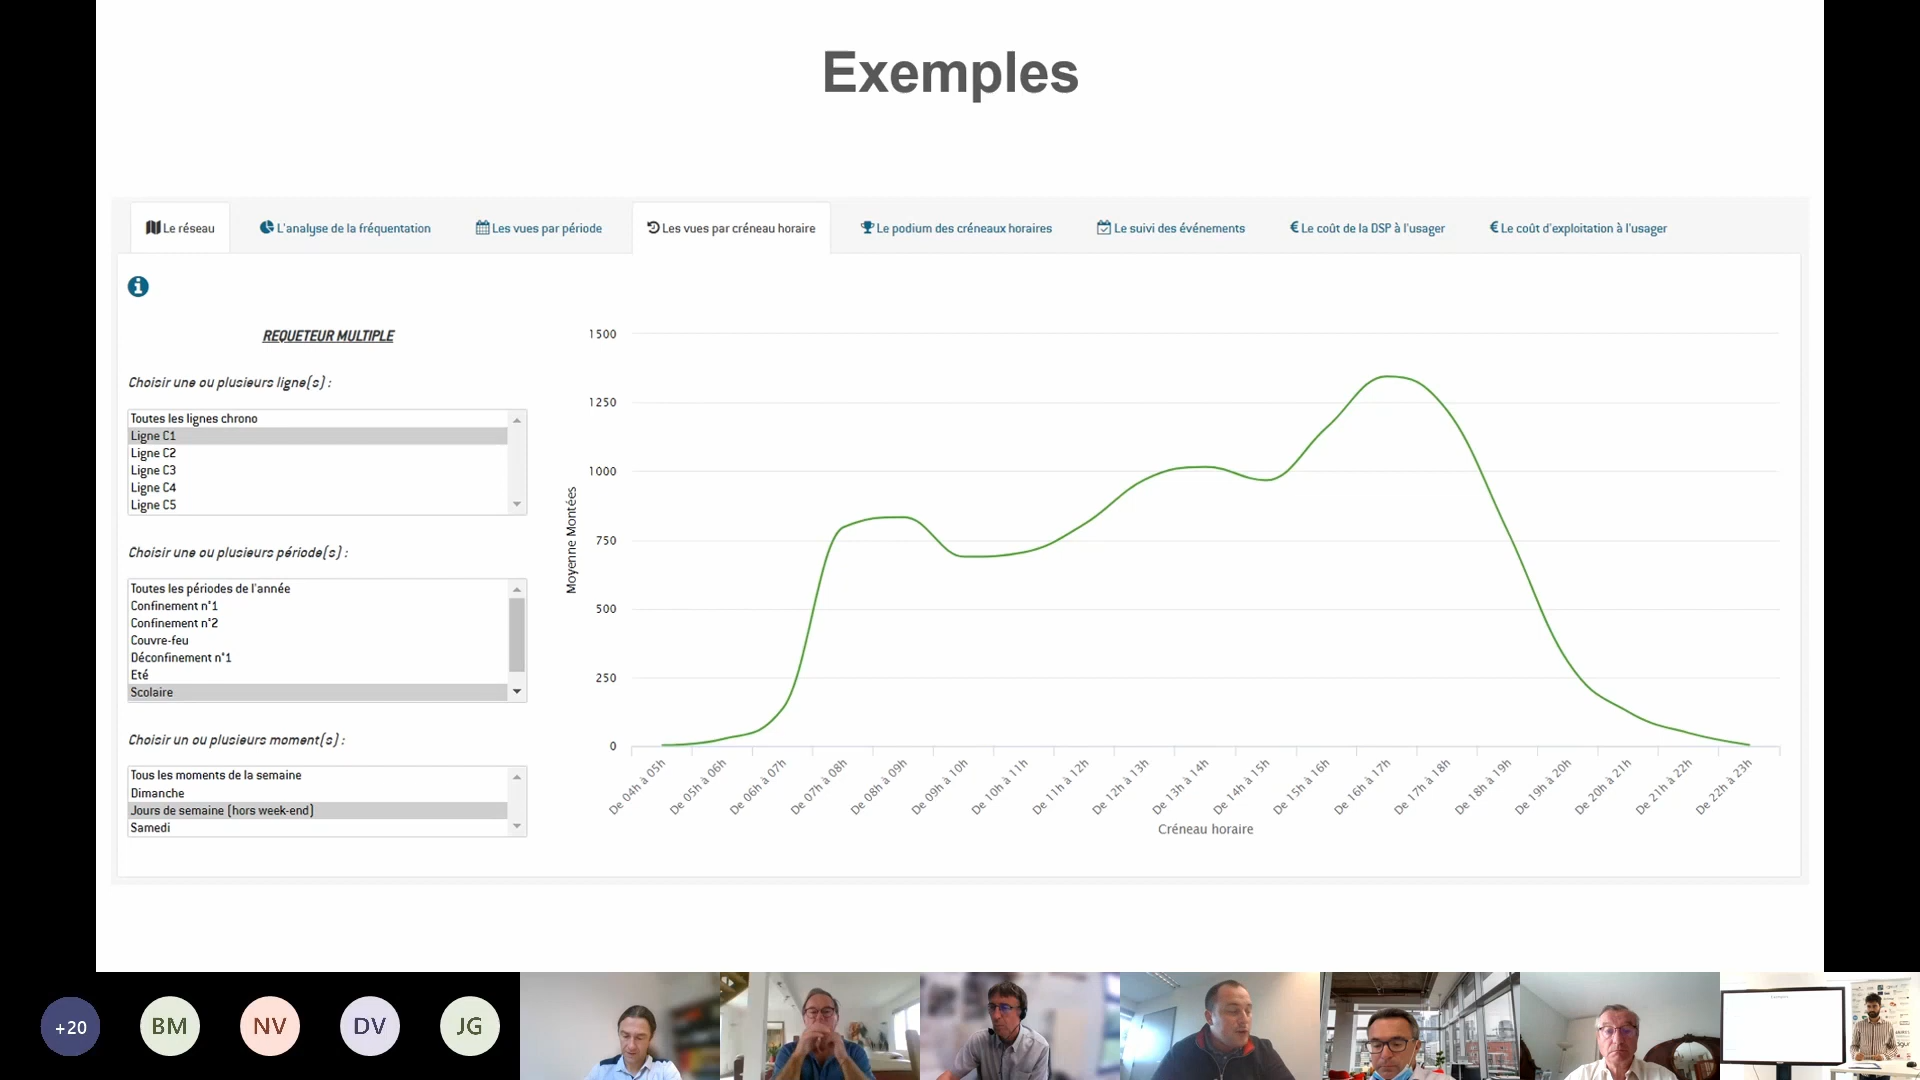 Exemples
Le réseau
L'analyse de la fréquentation
Les vues par période
Les vues par créneau horaire
Le podium des créneaux horaires
Le suivi des événements
€ Le coût de la DSP à l'usager
€ Le coût d'exploitation à l'usager
REQUETEUR MULTIPLE
Choisir une ou plusieurs ligne(s) :
Toutes les lignes chrono
Ligne C1
Ligne C2
Ligne C3
Ligne C4
Ligne C5
Choisir une ou plusieurs période(s) :
Toutes les périodes de l'année
Confinement n°1
Confinement n°2
Couvre-feu
Déconfinement n°1
Eté
Scolaire
Choisir un ou plusieurs moment(s) :
Tous les moments de la semaine
Dimanche
Jours de semaine (hors week-end)
Samedi
Moyenne Montées
1500
1250
1000
750
500
250
0
De 04h à 05h
De 05h à 06h
De 06h à 07h
De 07h à 08h
De 08h à 09h
De 09h à 10h
De 10h à 11h
De 11h à 12h
De 12h à 13h
De 13h à 14h
De 14h à 15h
De 15h à 16h
De 16h à 17h
De 17h à 18h
De 18h à 19h
De 19h à 20h
De 20h à 21h
De 21h à 22h
De 22h à 23h
Créneau horaire
+20
BM
NV
DV
JG